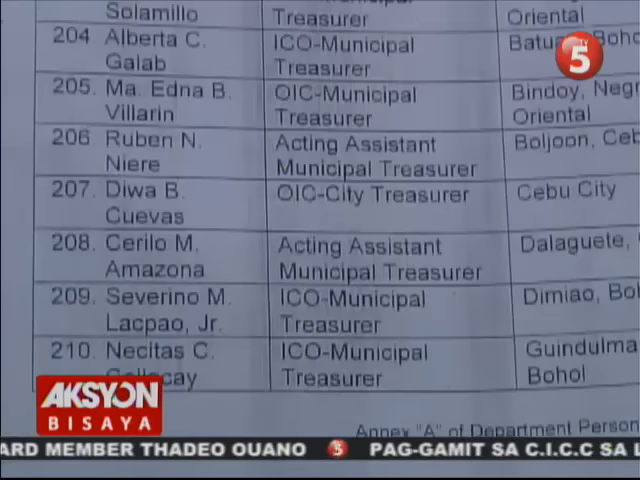 Solamillo Treasurer Oriental
204 Alberta C. ICO-Municipal
Galab Treasurer
205. Ma. Edna B. OIC-Municipal Bindoy,
Villarin Treasurer Oriental
206. Ruben N. Acting Assistant Boljoon,
Niere Municipal Treasurer
207. Diwa B. OIC-City Treasurer Cebu City
Cuevas
208. Cerilo M. Acting Assistant Dalaguete,
Amazona Municipal Treasurer
209. Severino M. ICO-Municipal Dimiao,
Lacpao, Jr. Treasurer
210. Necitas C. ICO-Municipal Guindulma
Treasurer Bohol
Annex "A" of Department Person
TV
5
AKSYON
BISAYA
ARD MEMBER THADEO OUANO 5 PAG-GAMIT SA C.I.C.C SA L